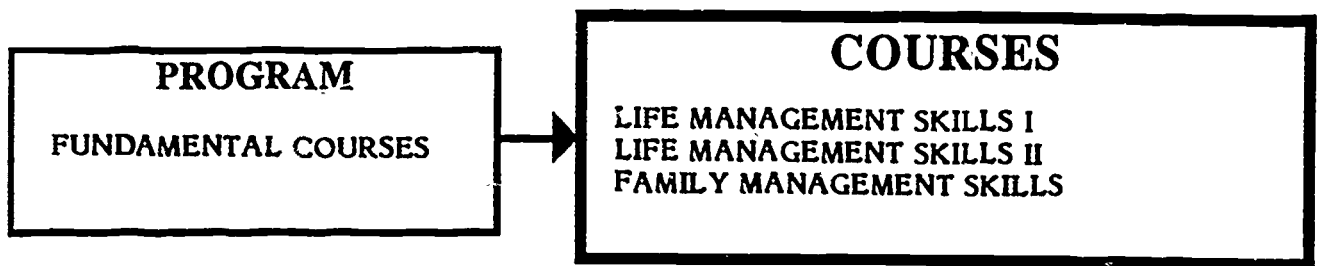 PROGRAM
FUNDAMENTAL COURSES
COURSES
LIFE MANAGEMENT SKILLS I
LIFE MANAGEMENT SKILLS II
FAMILY MANAGEMENT SKILLS